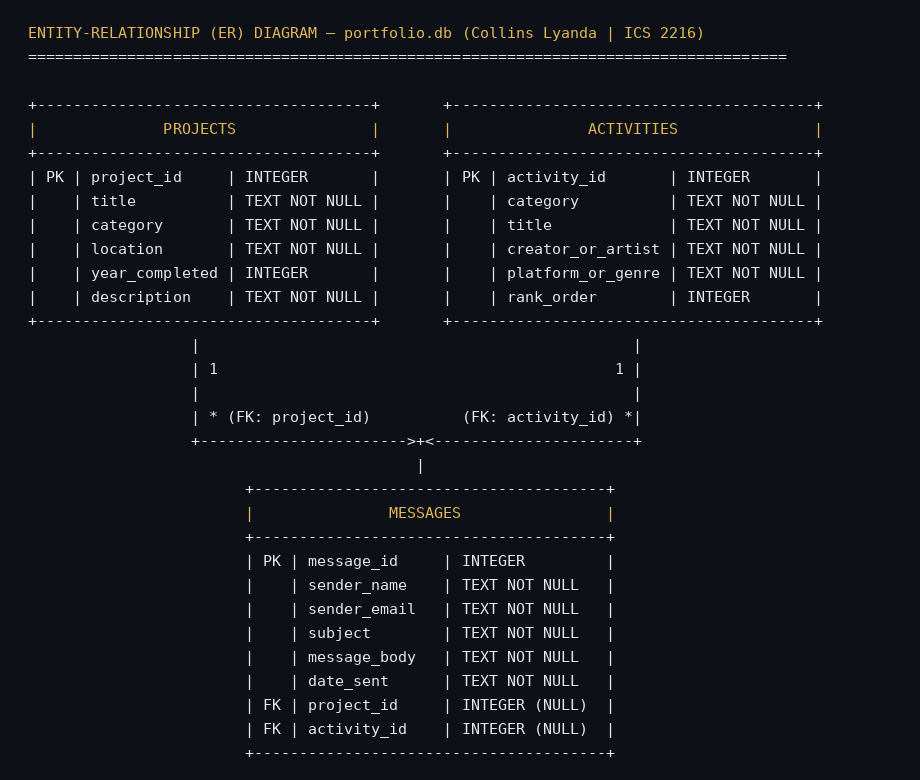 ENTITY-RELATIONSHIP (ER) DIAGRAM — portfolio.db (Collins Lyanda | ICS 2216)
====================================================================================

+-------------------------------------+       +-----------------------------------------+
|              PROJECTS               |       |               ACTIVITIES               |
+-------------------------------------+       +-----------------------------------------+
| PK | project_id     | INTEGER       |       | PK | activity_id       | INTEGER       |
|    | title          | TEXT NOT NULL |       |    | category          | TEXT NOT NULL |
|    | category       | TEXT NOT NULL |       |    | title             | TEXT NOT NULL |
|    | location       | TEXT NOT NULL |       |    | creator_or_artist | TEXT NOT NULL |
|    | year_completed | INTEGER       |       |    | platform_or_genre | TEXT NOT NULL |
|    | description    | TEXT NOT NULL |       |    | rank_order        | INTEGER       |
+-------------------------------------+       +-----------------------------------------+
                  |                                                |
                  | 1                                            1 |
                  |                                                |
                  | * (FK: project_id)          (FK: activity_id) *|
                  +----------------------->+<----------------------+
                                           |
                        +---------------------------------------+
                        |               MESSAGES                |
                        +---------------------------------------+
                        | PK | message_id     | INTEGER         |
                        |    | sender_name    | TEXT NOT NULL   |
                        |    | sender_email   | TEXT NOT NULL   |
                        |    | subject        | TEXT NOT NULL   |
                        |    | message_body   | TEXT NOT NULL   |
                        |    | date_sent      | TEXT NOT NULL   |
                        | FK | project_id     | INTEGER (NULL)  |
                        | FK | activity_id    | INTEGER (NULL)  |
                        +---------------------------------------+